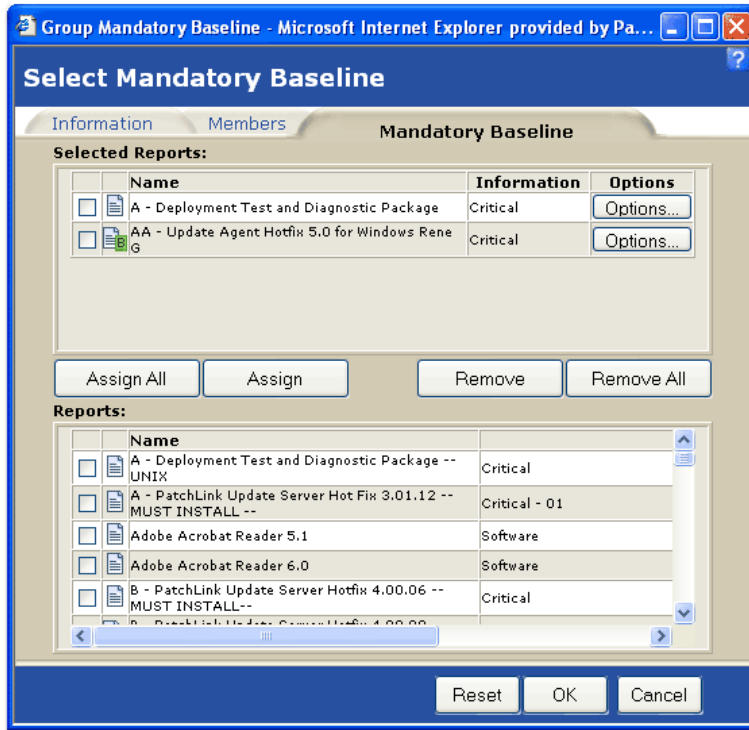 Group Mandatory Baseline - Microsoft Internet Explorer provided by Pa...
?
Select Mandatory Baseline
Information Members Mandatory Baseline
Selected Reports:
Name Information Options
A - Deployment Test and Diagnostic Package Critical Options...
AA - Update Agent Hotfix 5.0 for Windows Rene
G Critical Options...
B
Assign All Assign Remove Remove All
Reports:
Name
A - Deployment Test and Diagnostic Package --
UNIX Critical
A - PatchLink Update Server Hot Fix 3.01.12 --
MUST INSTALL -- Critical - 01
Adobe Acrobat Reader 5.1 Software
Adobe Acrobat Reader 6.0 Software
B - PatchLink Update Server Hotfix 4.00.06 --
MUST INSTALL-- Critical
Reset OK Cancel